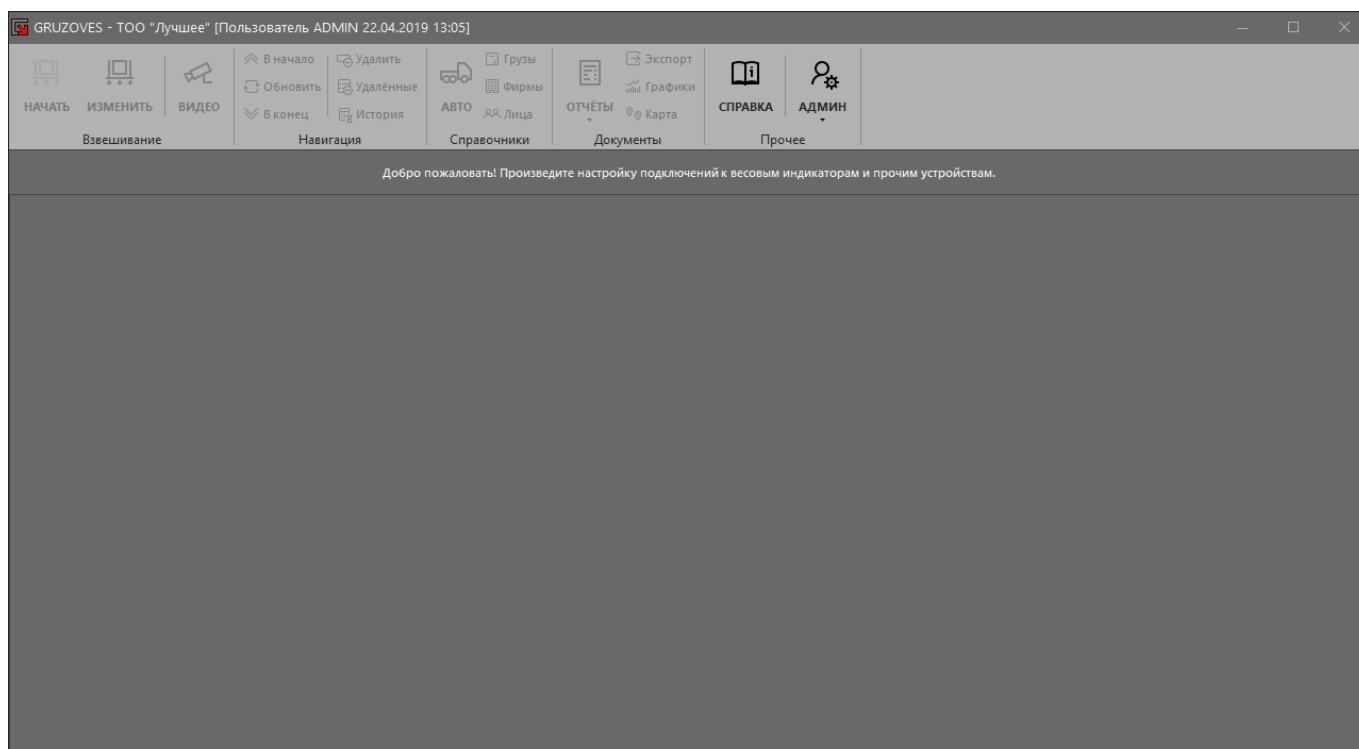 GRUZOVES - ТОО "Лучшее" [Пользователь ADMIN 22.04.2019 13:05]
НАЧАТЬ ИЗМЕНИТЬ ВИДЕО
Взвешивание
В начало Удалить
Обновить Удалённые
В конец История
Навигация
АВТО
Грузы
Фирмы
Лица
Справочники
ОТЧЁТЫ
Экспорт
Графики
Карта
Документы
СПРАВКА АДМИН
Прочее
Добро пожаловать! Произведите настройку подключений к весовым индикаторам и прочим устройствам.